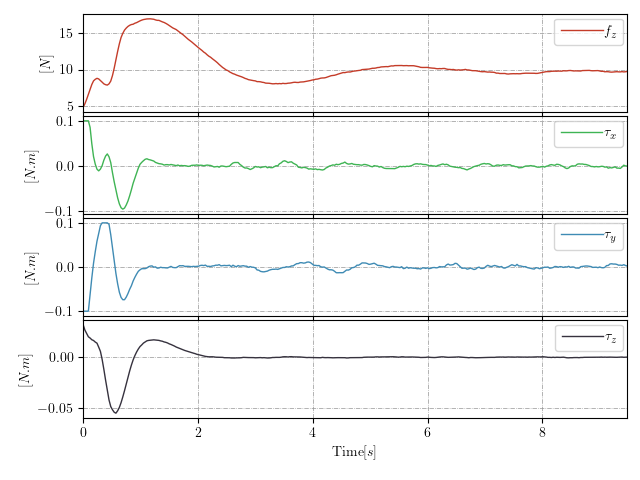 15
10
5
[N]
f_z
0.1
0.0
−0.1
[N.m]
τ_x
0.1
0.0
−0.1
[N.m]
τ_y
0.00
−0.05
[N.m]
τ_z
0 2 4 6 8
Time[s]